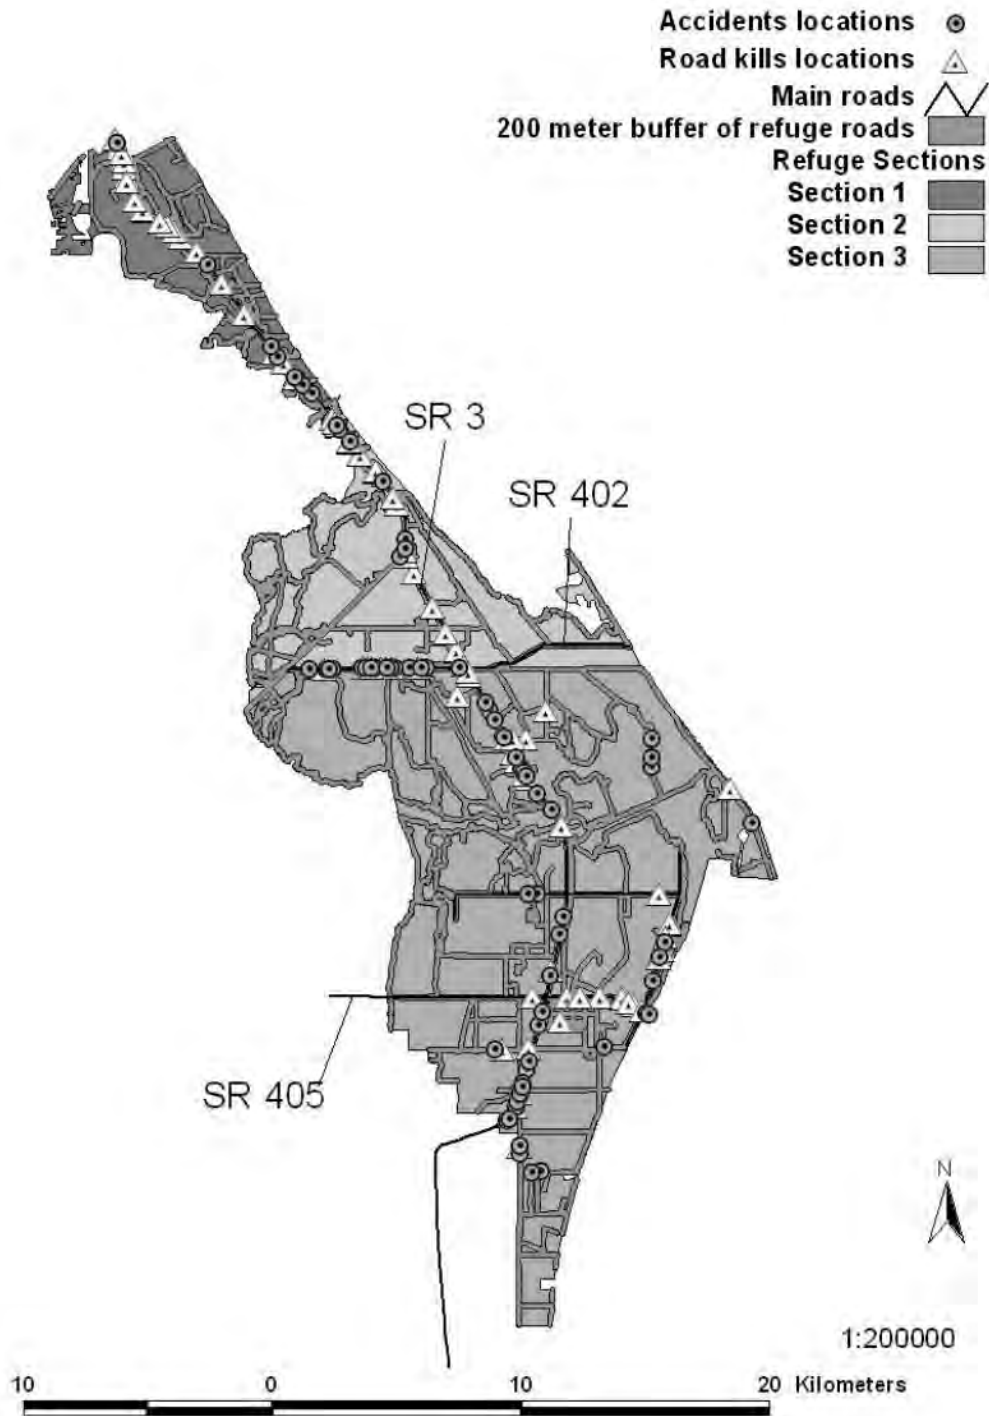 Accidents locations
Road kills locations
Main roads
200 meter buffer of refuge roads
Refuge Sections
Section 1
Section 2
Section 3
SR 3
SR 402
SR 405
N
1:200000
10 0 10 20 Kilometers